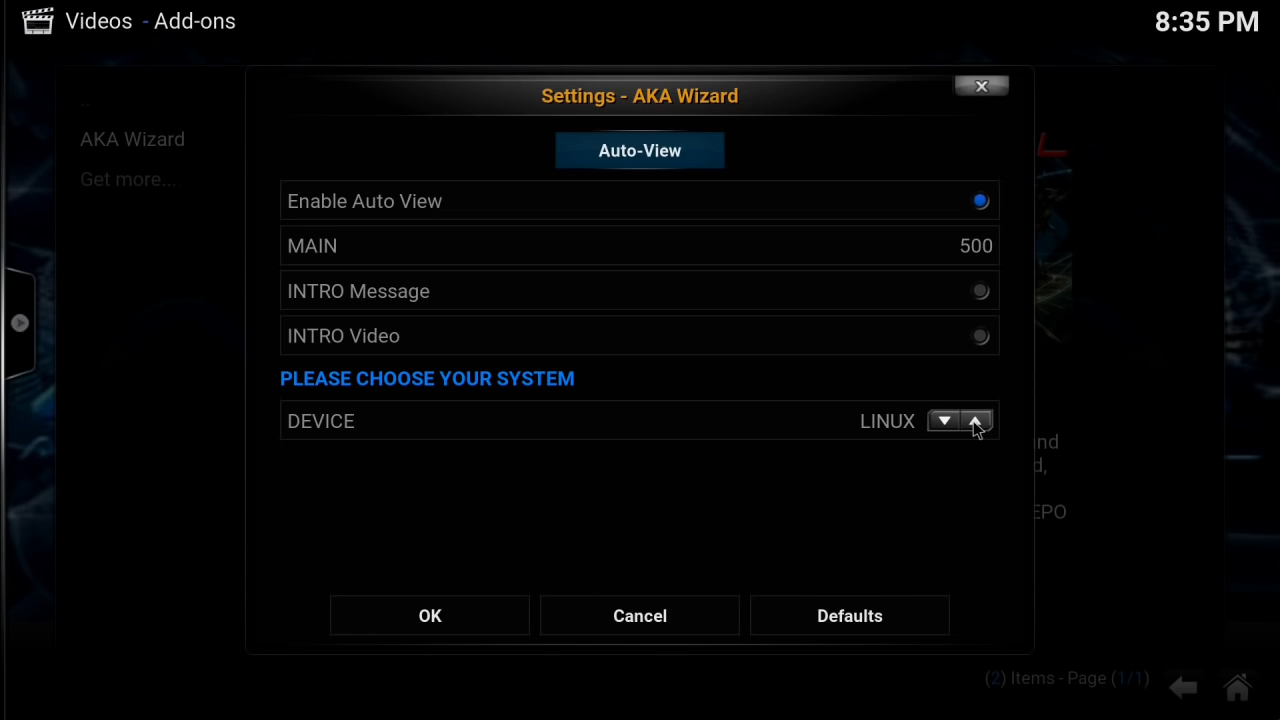 Videos - Add-ons
8:35 PM
Settings - AKA Wizard
..
AKA Wizard
Get more...
Auto-View
Enable Auto View
MAIN 500
INTRO Message
INTRO Video
PLEASE CHOOSE YOUR SYSTEM
DEVICE LINUX
nd
d,
EPO
OK Cancel Defaults
(2) Items - Page (1/1)